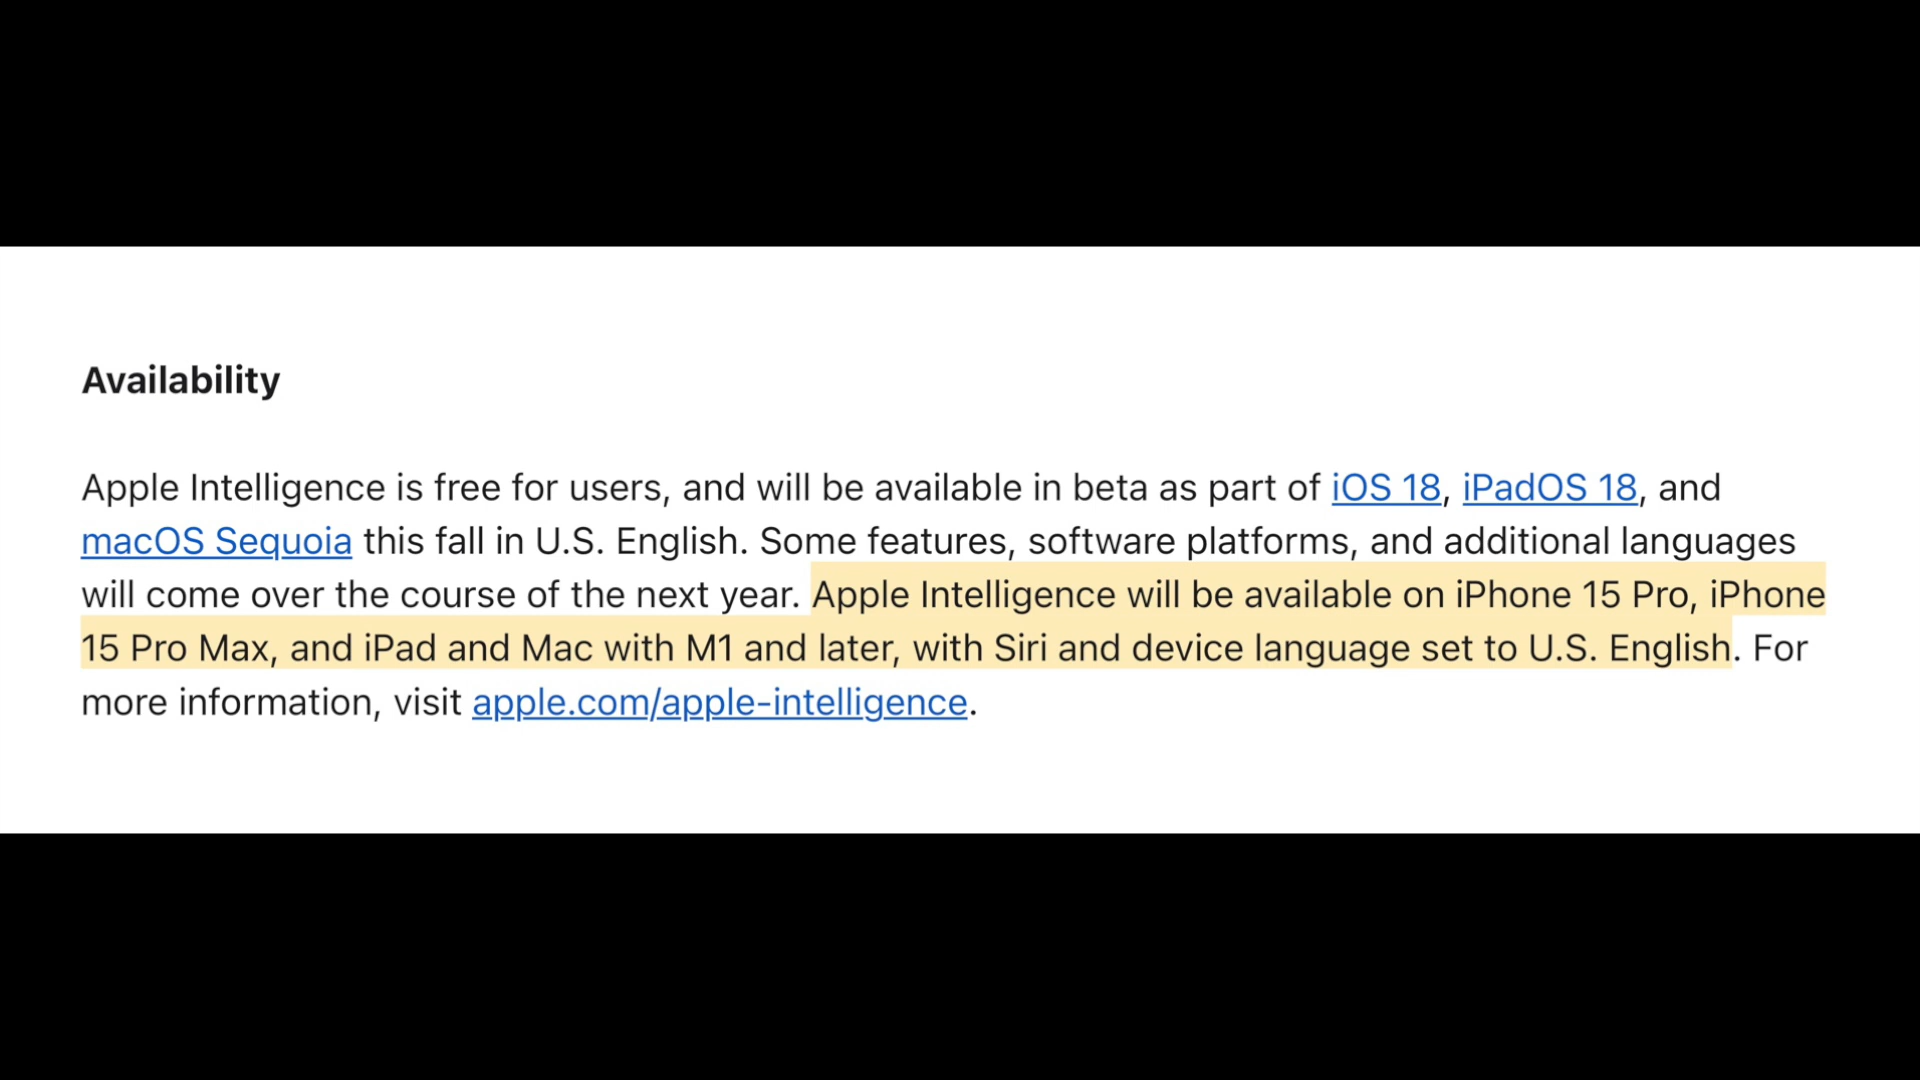 Availability
Apple Intelligence is free for users, and will be available in beta as part of iOS 18, iPadOS 18, and
macOS Sequoia this fall in U.S. English. Some features, software platforms, and additional languages
will come over the course of the next year. Apple Intelligence will be available on iPhone 15 Pro, iPhone
15 Pro Max, and iPad and Mac with M1 and later, with Siri and device language set to U.S. English. For
more information, visit apple.com/apple-intelligence.